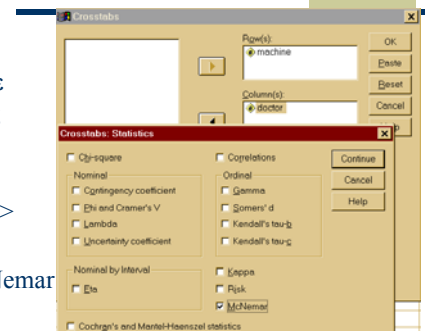 Crosstabs
Row(s):
machine
OK
Paste
Reset
Column(s):
doctor
Cancel
Crosstabs: Statistics
Chi-square
Correlations
Continue
Cancel
Help
Nominal
Contingency coefficient
Phi and Cramer's V
Lambda
Uncertainty coefficient
Ordinal
Gamma
Somers' d
Kendall's tau-b
Kendall's tau-c
>
Nemar
Nominal by Interval
Eta
Kappa
Risk
McNemar
Cochran's and Mantel-Haenszel statistics